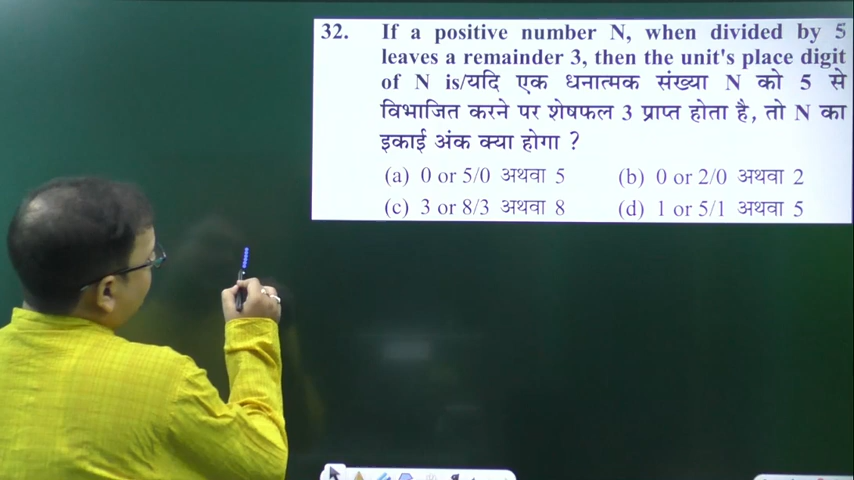 32. If a positive number N, when divided by 5
leaves a remainder 3, then the unit's place digit
of N is/यदि एक धनात्मक संख्या N को 5 से
विभाजित करने पर शेषफल 3 प्राप्त होता है, तो N का
इकाई अंक क्या होगा ?
(a) 0 or 5/0 अथवा 5 (b) 0 or 2/0 अथवा 2
(c) 3 or 8/3 अथवा 8 (d) 1 or 5/1 अथवा 5